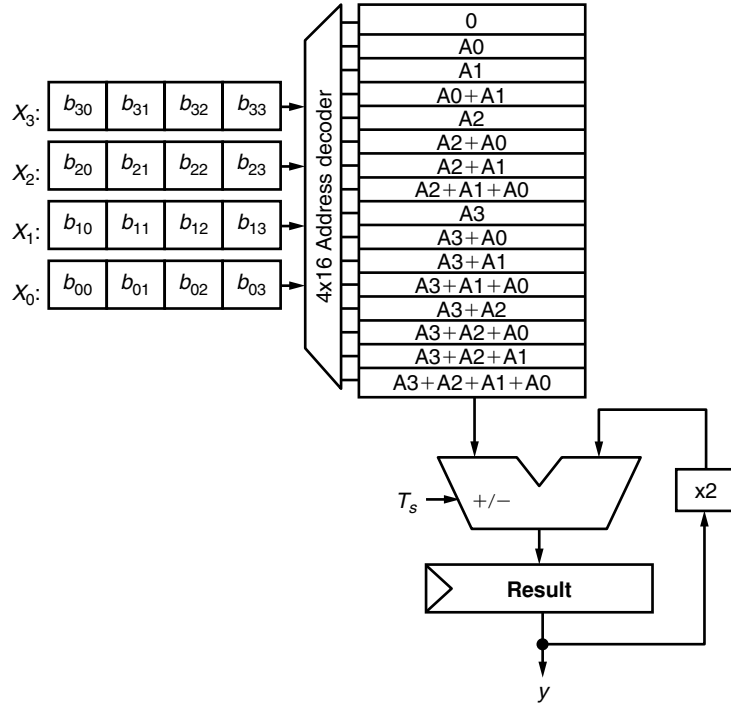 0
A0
A1
A0+A1
A2
A2+A0
A2+A1
A2+A1+A0
A3
A3+A0
A3+A1
A3+A1+A0
A3+A2
A3+A2+A0
A3+A2+A1
A3+A2+A1+A0
4x16 Address decoder
X₃: b₃₀ b₃₁ b₃₂ b₃₃
X₂: b₂₀ b₂₁ b₂₂ b₂₃
X₁: b₁₀ b₁₁ b₁₂ b₁₃
X₀: b₀₀ b₀₁ b₀₂ b₀₃
Tₛ +/−
x2
Result
y